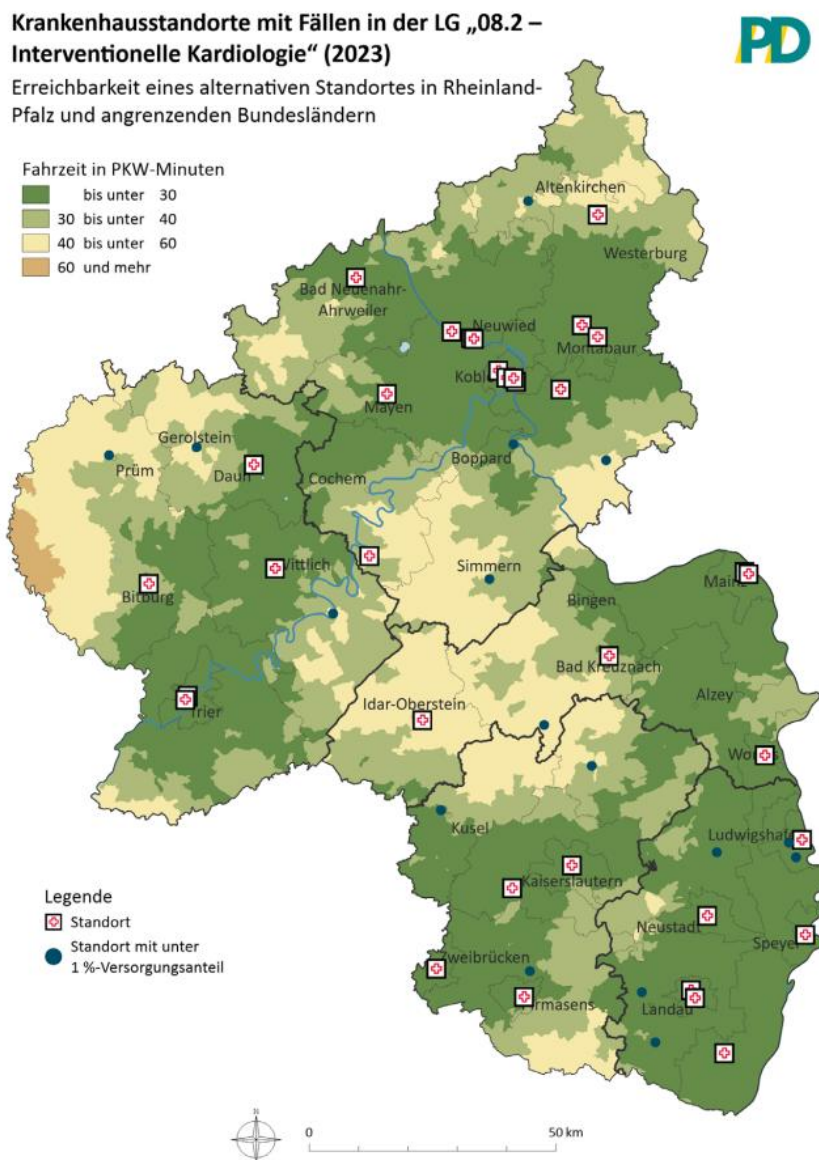 Krankenhausstandorte mit Fällen in der LG „08.2 –
Interventionelle Kardiologie“ (2023)
PD
Erreichbarkeit eines alternativen Standortes in Rheinland-
Pfalz und angrenzenden Bundesländern
Fahrzeit in PKW-Minuten
bis unter 30
30 bis unter 40
40 bis unter 60
60 und mehr
Altenkirchen
Westerburg
Bad Neuenahr-
Ahrweiler
Neuwied
Montabaur
Mayen
Gerolstein
Prüm
Daun
Cochem
Boppard
Wittlich
Simmern
Bitburg
Mainz
Bingen
Bad Kreuznach
Alzey
Trier
Idar-Oberstein
Kusel
Kaiserslautern
Neustadt
Speyer
Zweibrücken
Landau
Legende
Standort
Standort mit unter
1 %-Versorgungsanteil
N
0
50 km